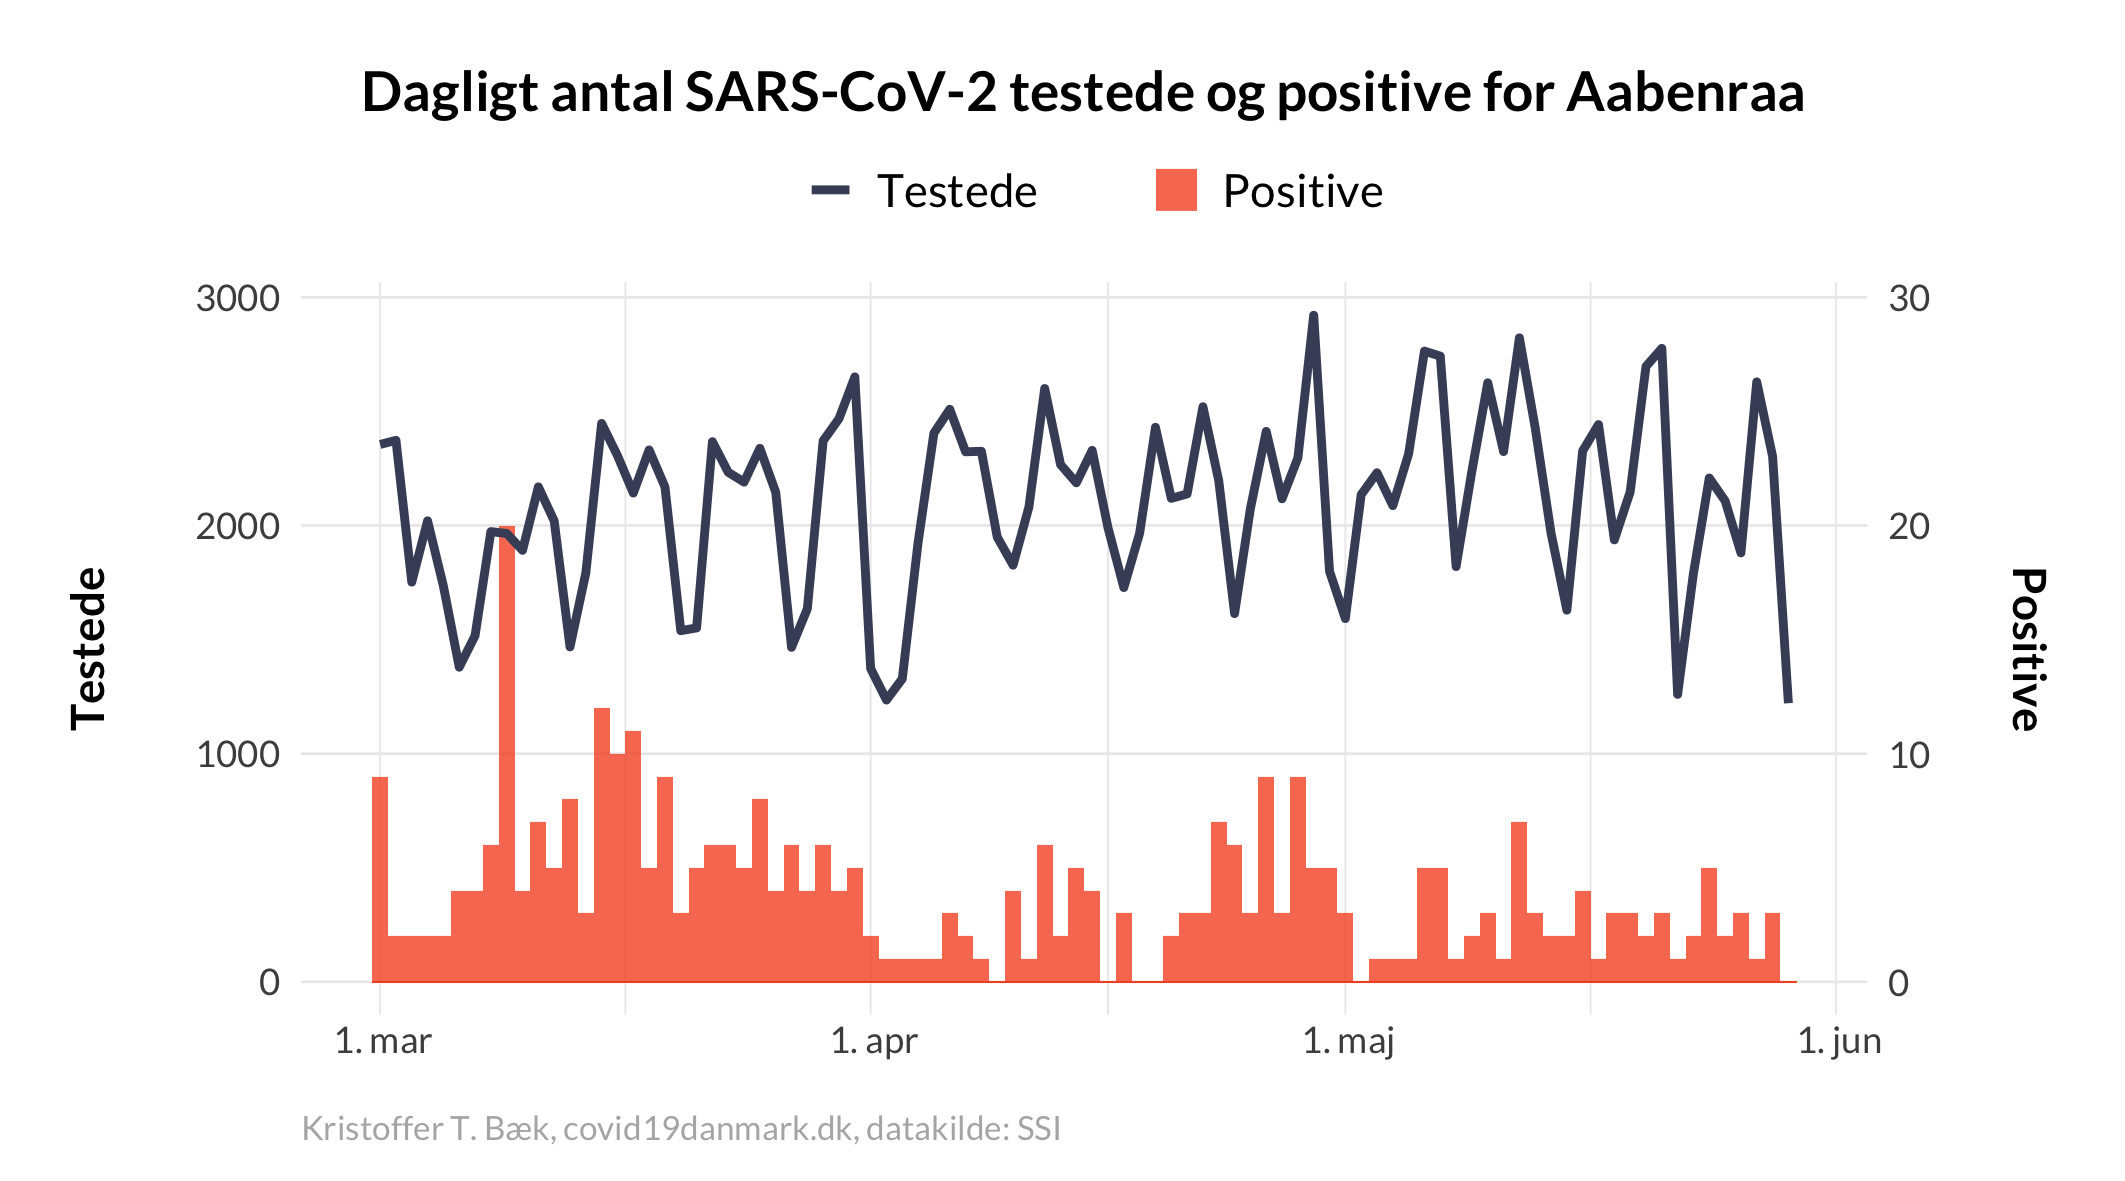 Dagligt antal SARS-CoV-2 testede og positive for Aabenraa
Testede
Positive
3000
2000
1000
0
30
20
10
0
Testede
Positive
1. mar
1. apr
1. maj
1. jun
Kristoffer T. Bæk, covid19danmark.dk, datakilde: SSI